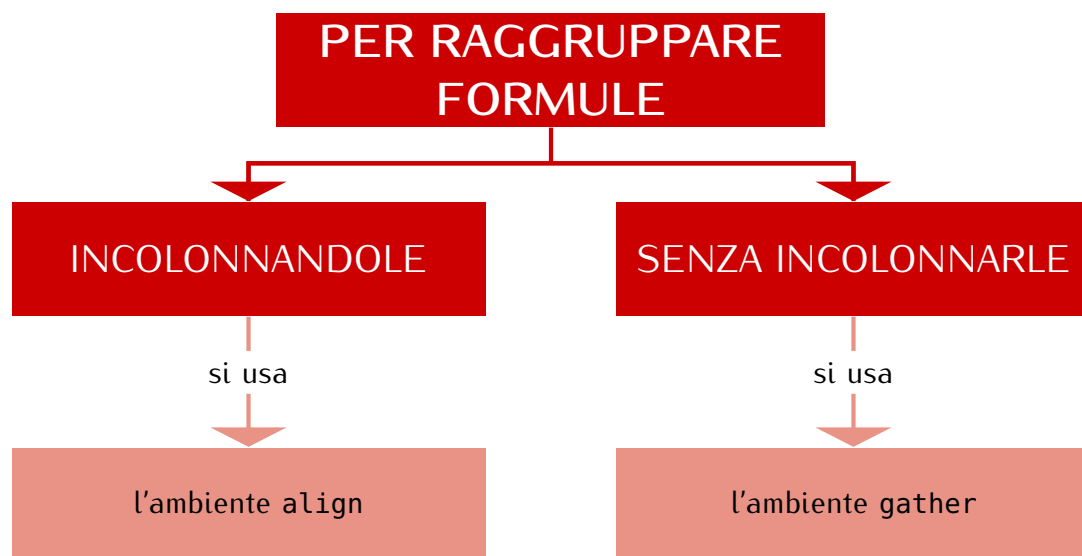 PER RAGGRUPPARE
FORMULE
INCOLONNANDOLE
SENZA INCOLONNARLE
si usa
si usa
l'ambiente align
l'ambiente gather